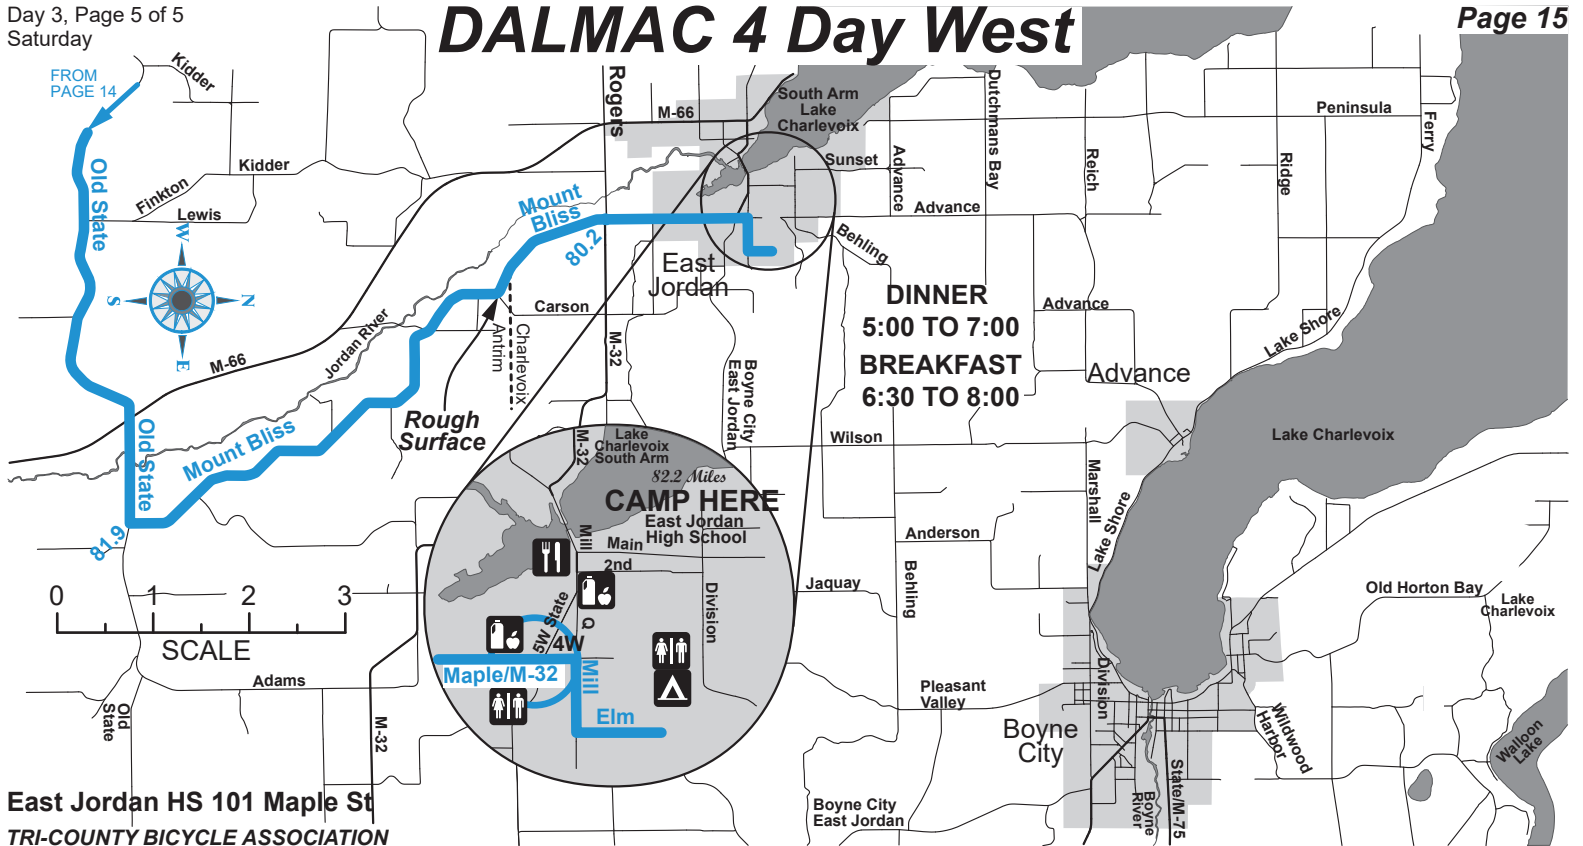 Day 3, Page 5 of 5
Saturday
DALMAC 4 Day West
Page 15
FROM
PAGE 14
Kidder
Kidder
Finkton
Lewis
Old State
W
S
N
E
M-66
Jordan River
Old State
Mount Bliss
81.9
0
1
2
3
SCALE
Adams
Old
State
M-32
Rogers
M-66
South Arm
Lake
Charlevoix
Sunset
Advance
Dutchmans Bay
Peninsula
Ferry
Reich
Ridge
Mount
Bliss
80.2
Advance
Behling
East
Jordan
Carson
Charlevoix
Antrim
M-32
Rough
Surface
Boyne City
East Jordan
DINNER
5:00 TO 7:00
BREAKFAST
6:30 TO 8:00
Advance
Advance
Lake Shore
Lake Charlevoix
Wilson
Marshall
Lake Shore
Anderson
Behling
Jaquay
Old Horton Bay
Lake
Charlevoix
M-32
Lake
Charlevoix
South Arm
82.2 Miles
CAMP HERE
East Jordan
High School
Mill
Main
2nd
Division
5W State
Q
4W
Maple/M-32
Mill
Elm
Pleasant
Valley
Division
Boyne
City
Wildwood
Harbor
Walloon
Lake
State/M-75
Boyne
River
Boyne City
East Jordan
East Jordan HS 101 Maple St
TRI-COUNTY BICYCLE ASSOCIATION